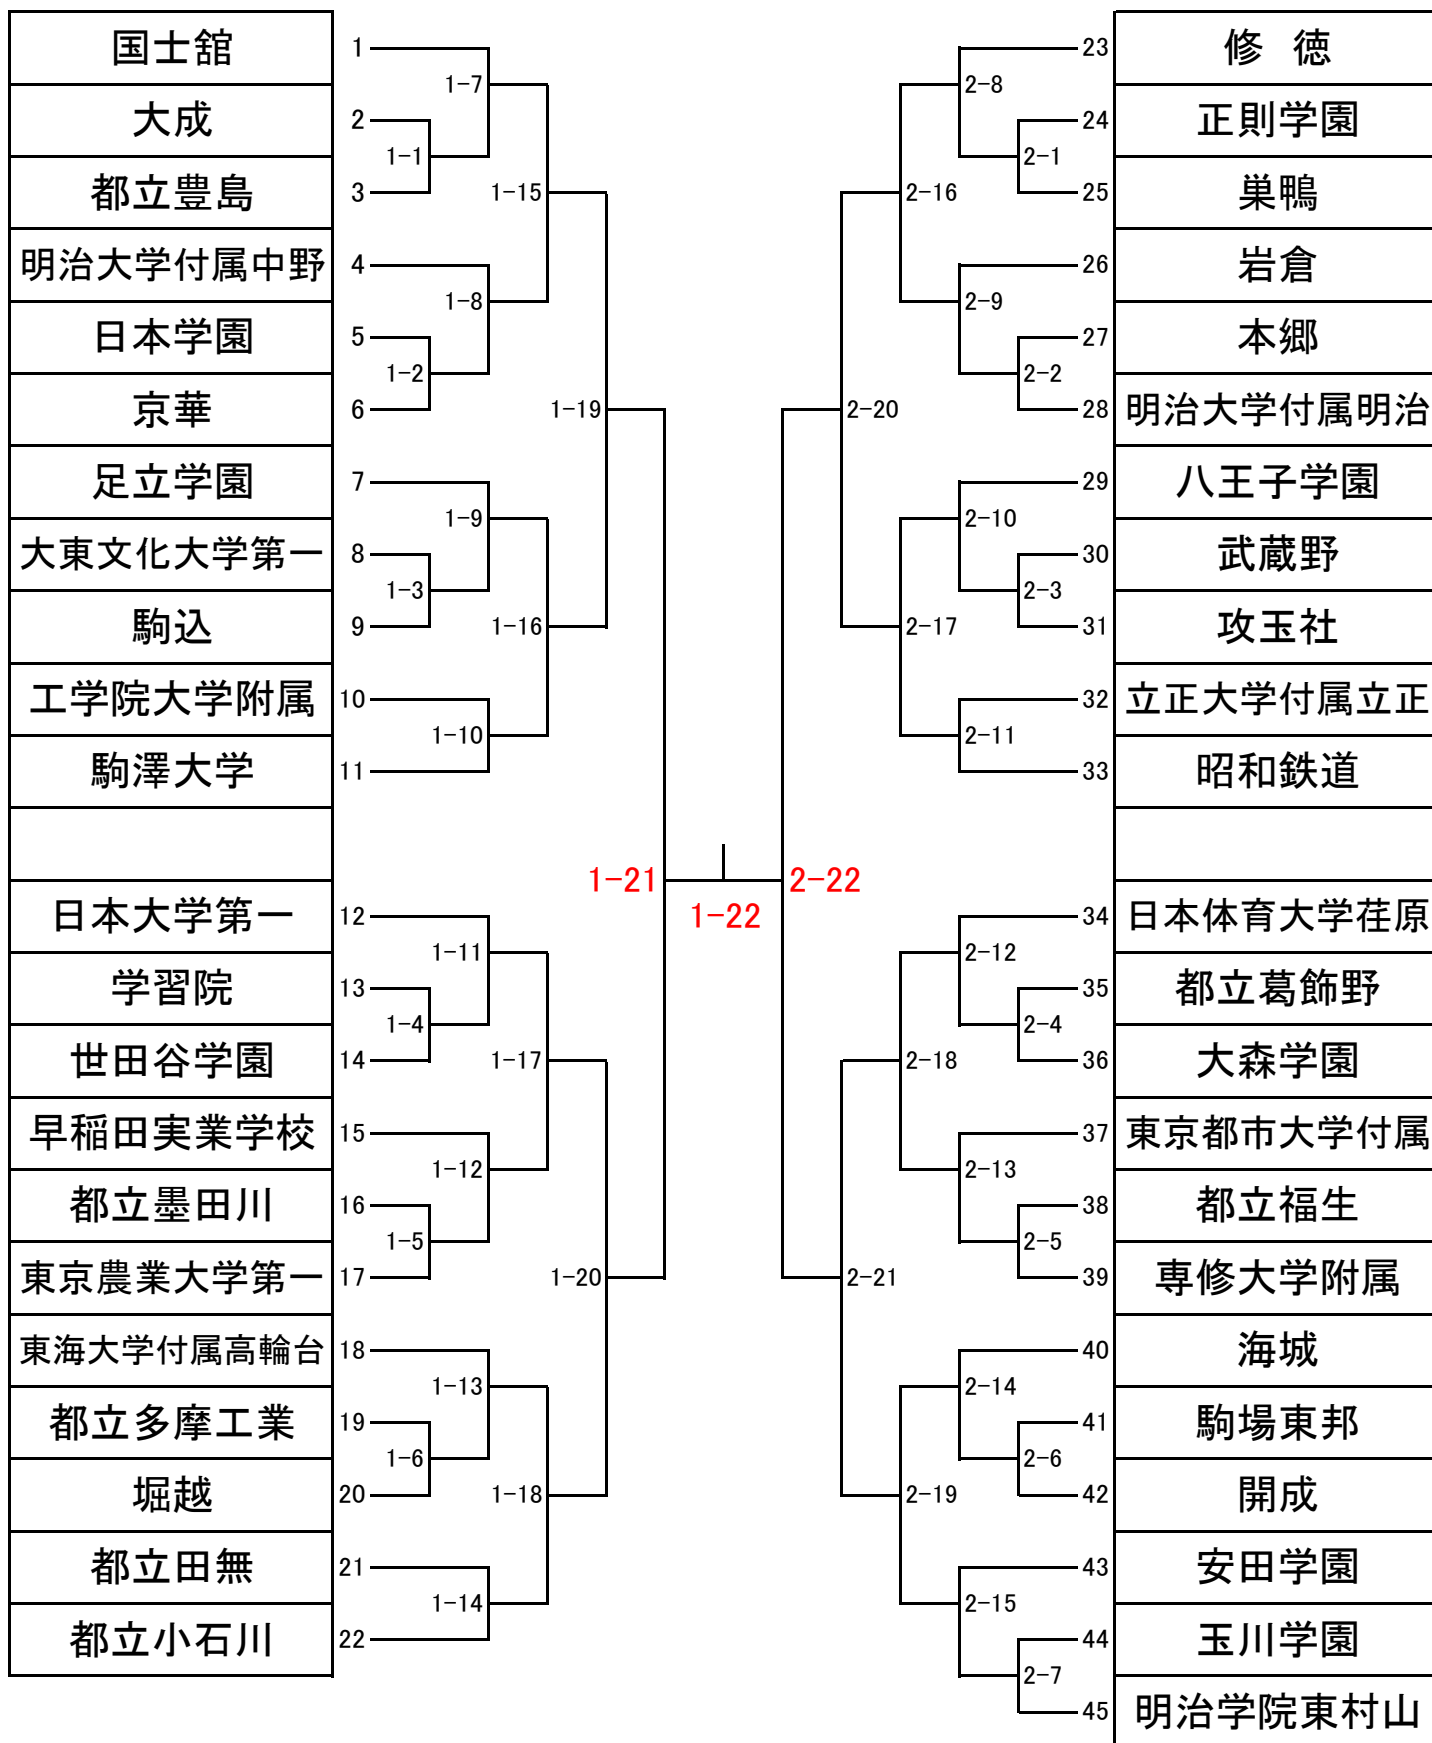 国士舘 1
大成 2
都立豊島 3
明治大学付属中野 4
日本学園 5
京華 6
足立学園 7
大東文化大学第一 8
駒込 9
工学院大学附属 10
駒澤大学 11
日本大学第一 12
学習院 13
世田谷学園 14
早稲田実業学校 15
都立墨田川 16
東京農業大学第一 17
東海大学付属高輪台 18
都立多摩工業 19
堀越 20
都立田無 21
都立小石川 22
1-7
1-1
1-15
1-8
1-2
1-19
1-9
1-3
1-16
1-10
1-21
1-22
2-22
1-11
1-4
1-17
1-12
1-5
1-20
1-13
1-6
1-18
1-14
2-8
2-1
2-16
2-9
2-2
2-20
2-10
2-3
2-17
2-11
2-12
2-4
2-18
2-13
2-5
2-21
2-14
2-6
2-19
2-15
2-7
23 修 徳
24 正則学園
25 巣鴨
26 岩倉
27 本郷
28 明治大学付属明治
29 八王子学園
30 武蔵野
31 攻玉社
32 立正大学付属立正
33 昭和鉄道
34 日本体育大学荏原
35 都立葛飾野
36 大森学園
37 東京都市大学付属
38 都立福生
39 専修大学附属
40 海城
41 駒場東邦
42 開成
43 安田学園
44 玉川学園
45 明治学院東村山